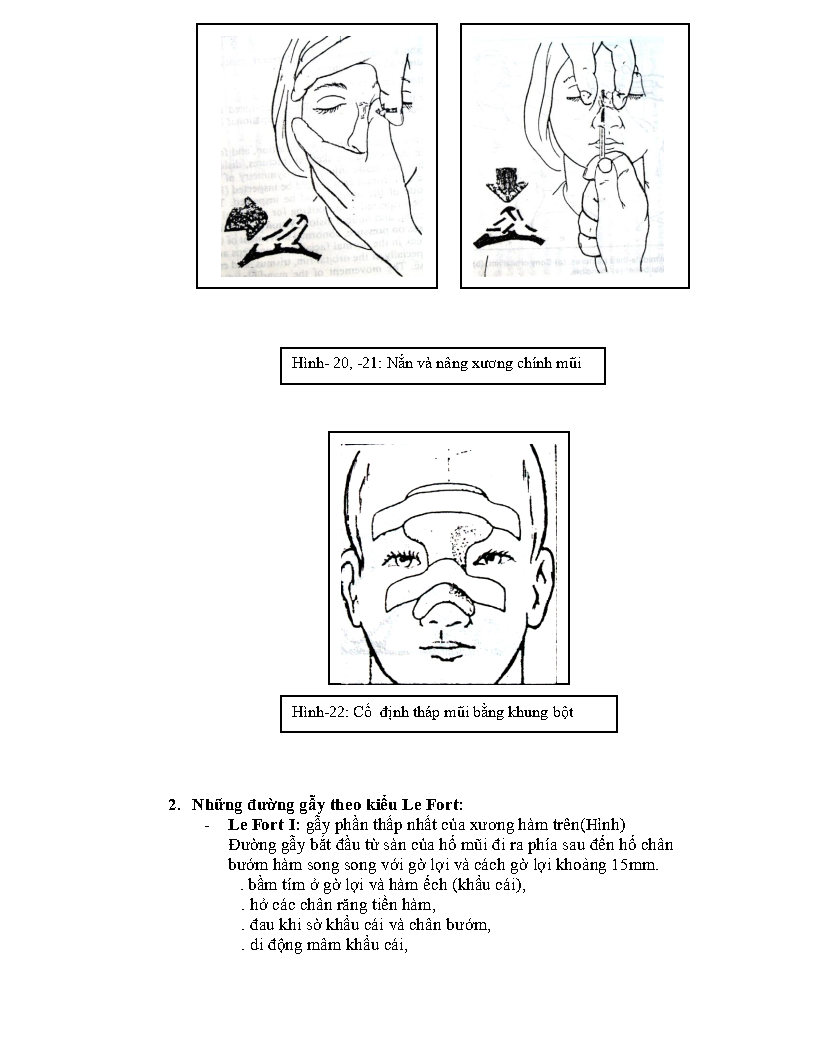 Hình- 20, -21: Nắn và nâng xương chính mũi
Hình-22: Cố định tháp mũi bằng khung bột
2. Những đường gẫy theo kiểu Le Fort:
- Le Fort I: gẫy phần thấp nhất của xương hàm trên(Hình)
Đường gẫy bắt đầu từ sàn của hố mũi đi ra phía sau đến hố chân
bướm hàm song song với gờ lợi và cách gờ lợi khoảng 15mm.
. bầm tím ở gờ lợi và hàm ếch (khẩu cái),
. hở các chân răng tiền hàm,
. đau khi sờ khẩu cái và chân bướm,
. di động mâm khẩu cái,